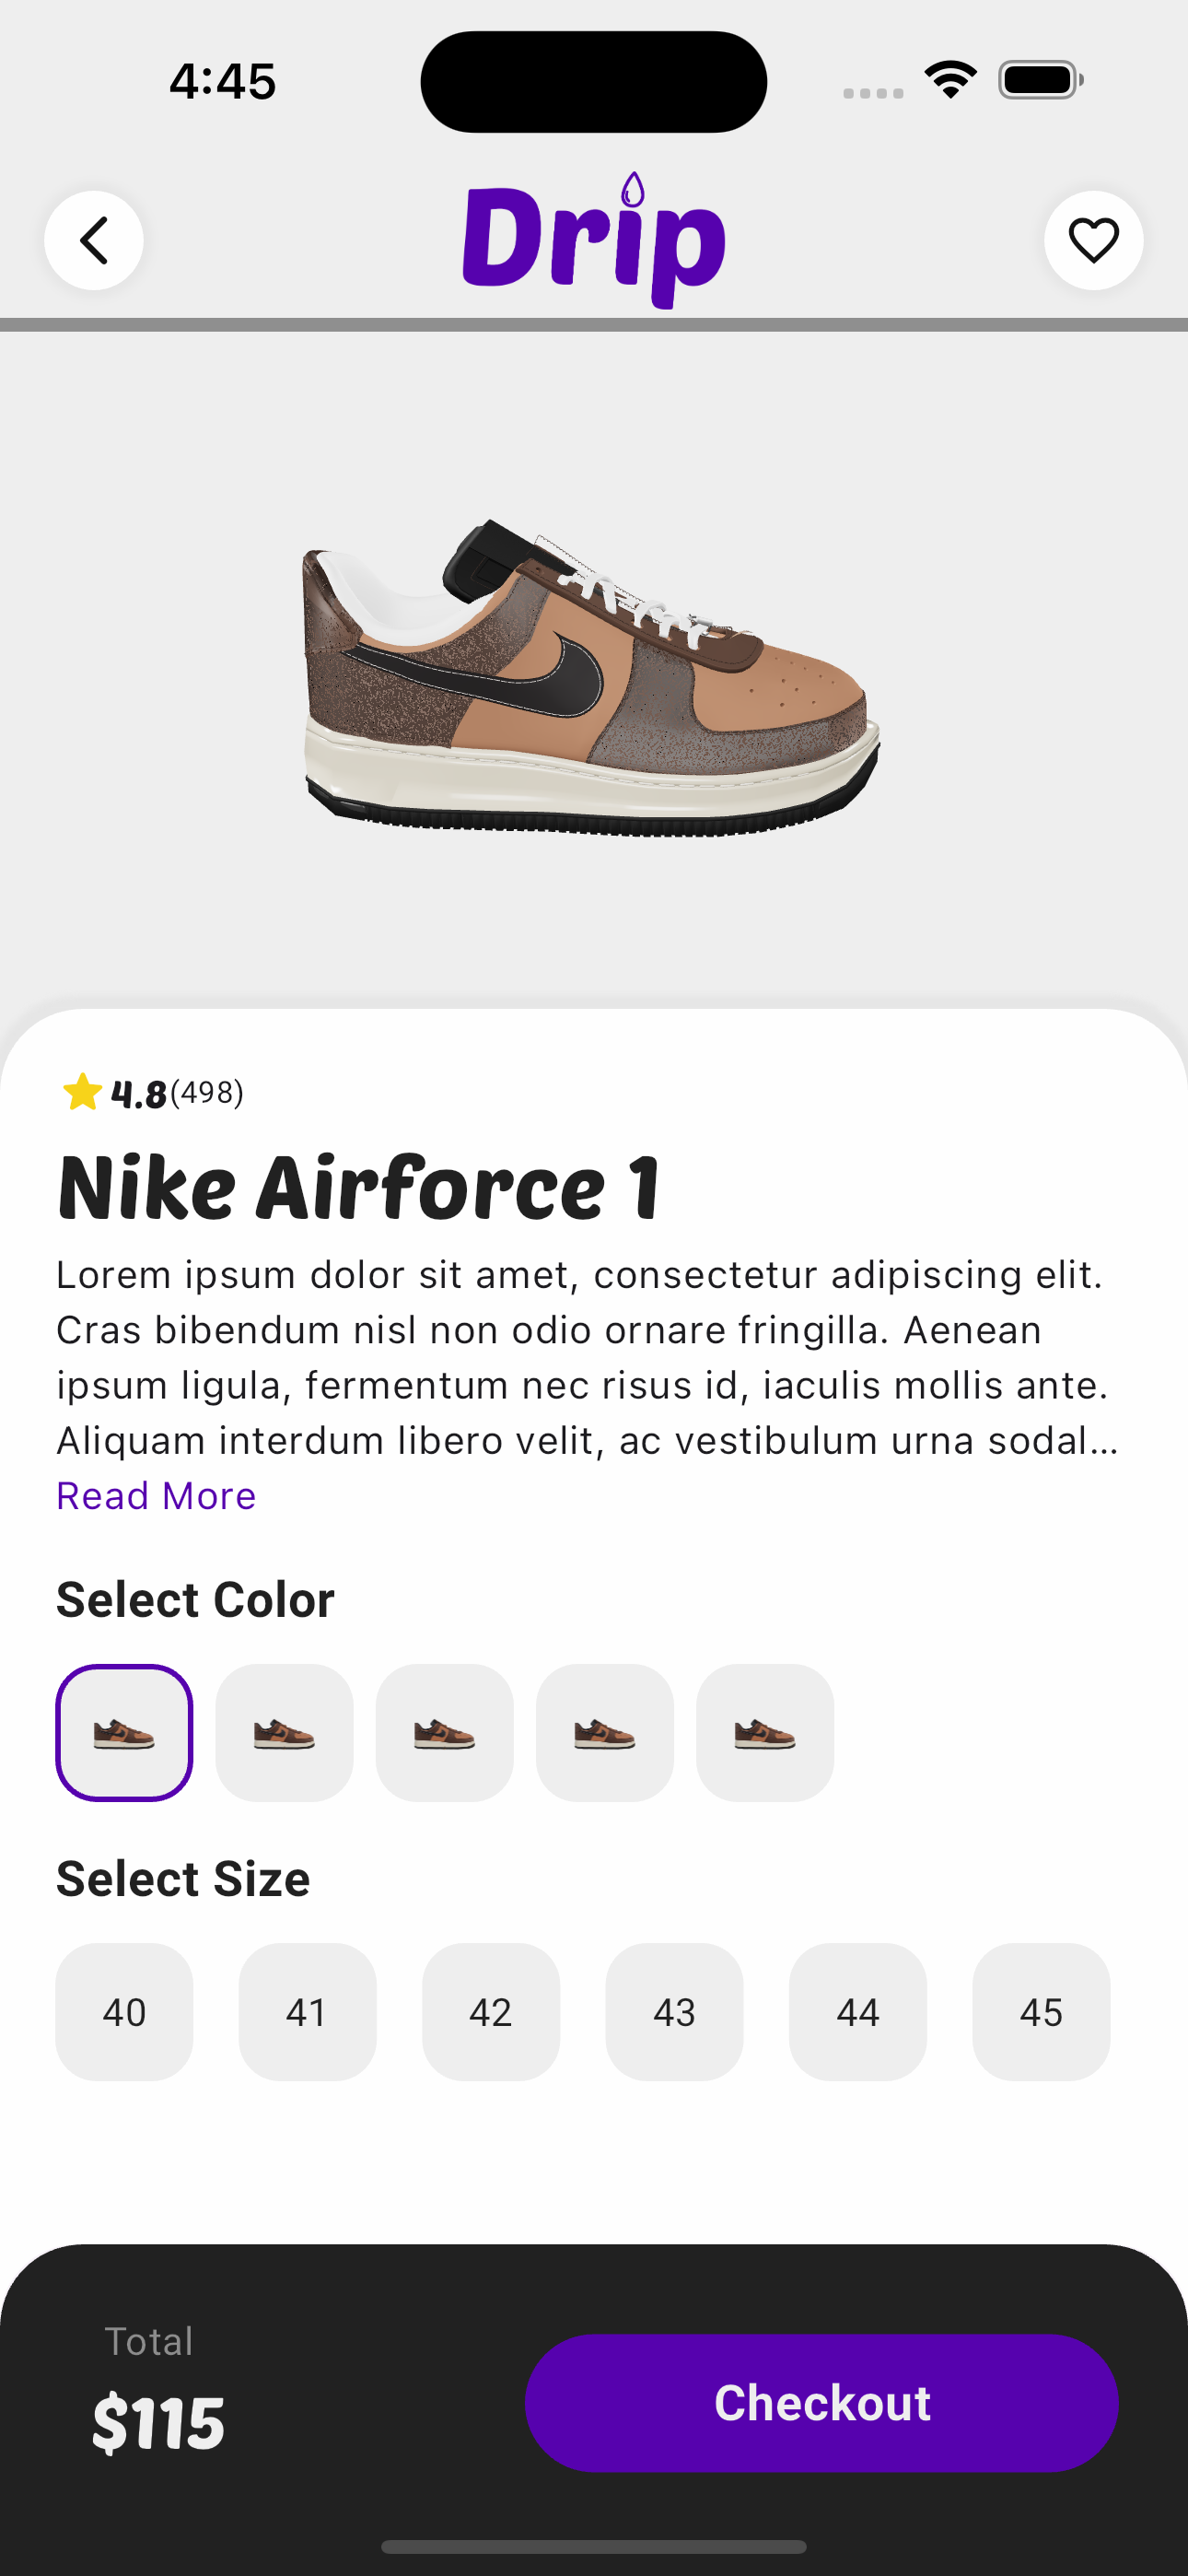 4:45
Drip
4.8(498)
Nike Airforce 1
Lorem ipsum dolor sit amet, consectetur adipiscing elit.
Cras bibendum nisl non odio ornare fringilla. Aenean
ipsum ligula, fermentum nec risus id, iaculis mollis ante.
Aliquam interdum libero velit, ac vestibulum urna sodal...
Read More
Select Color
Select Size
40 41 42 43 44 45
Total
$115
Checkout